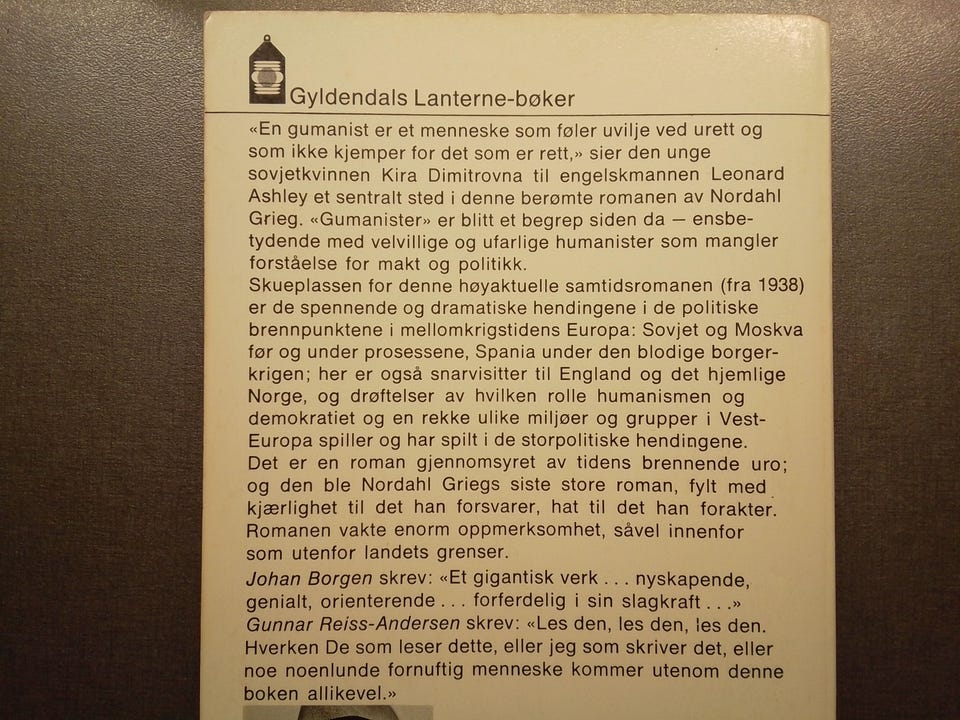 Gyldendals Lanterne-bøker
«En gumanist er et menneske som føler uvilje ved urett og
som ikke kjemper for det som er rett,» sier den unge
sovjetkvinnen Kira Dimitrovna til engelskmannen Leonard
Ashley et sentralt sted i denne berømte romanen av Nordahl
Grieg. «Gumanister» er blitt et begrep siden da — ensbe-
tydende med velvillige og ufarlige humanister som mangler
forståelse for makt og politikk.
Skueplassen for denne høyaktuelle samtidsromanen (fra 1938)
er de spennende og dramatiske hendingene i de politiske
brennpunktene i mellomkrigstidens Europa: Sovjet og Moskva
før og under prosessene, Spania under den blodige borger-
krigen; her er også snarvisitter til England og det hjemlige
Norge, og drøftelser av hvilken rolle humanismen og
demokratiet og en rekke ulike miljøer og grupper i Vest-
Europa spiller og har spilt i de storpolitiske hendingene.
Det er en roman gjennomsyret av tidens brennende uro;
og den ble Nordahl Griegs siste store roman, fylt med
kjærlighet til det han forsvarer, hat til det han forakter.
Romanen vakte enorm oppmerksomhet, såvel innenfor
som utenfor landets grenser.
Johan Borgen skrev: «Et gigantisk verk . . . nyskapende,
genialt, orienterende . . . forferdelig i sin slagkraft . . .»
Gunnar Reiss-Andersen skrev: «Les den, les den, les den.
Hverken De som leser dette, eller jeg som skriver det, eller
noe noenlunde fornuftig menneske kommer utenom denne
boken allikevel.»